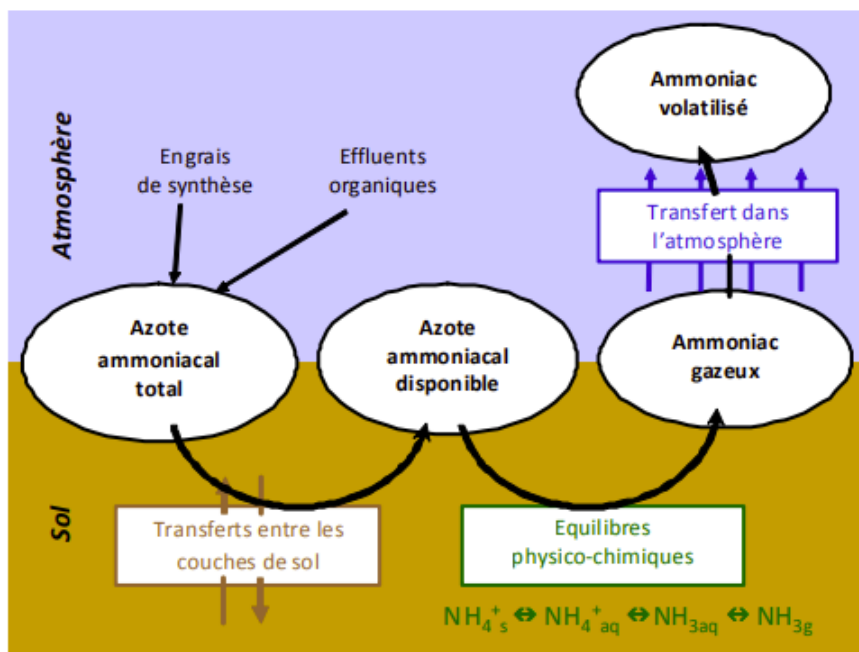 Ammoniac
volatilisé
Atmosphère
Engrais
de synthèse
Effluents
organiques
Transfert dans
l'atmosphère
Azote
ammoniacal
total
Azote
ammoniacal
disponible
Ammoniac
gazeux
Sol
Transferts entre les
couches de sol
Equilibres
physico-chimiques
NH₄⁺ₛ ⇔ NH₄⁺aq ⇔ NH₃aq ⇔ NH₃g